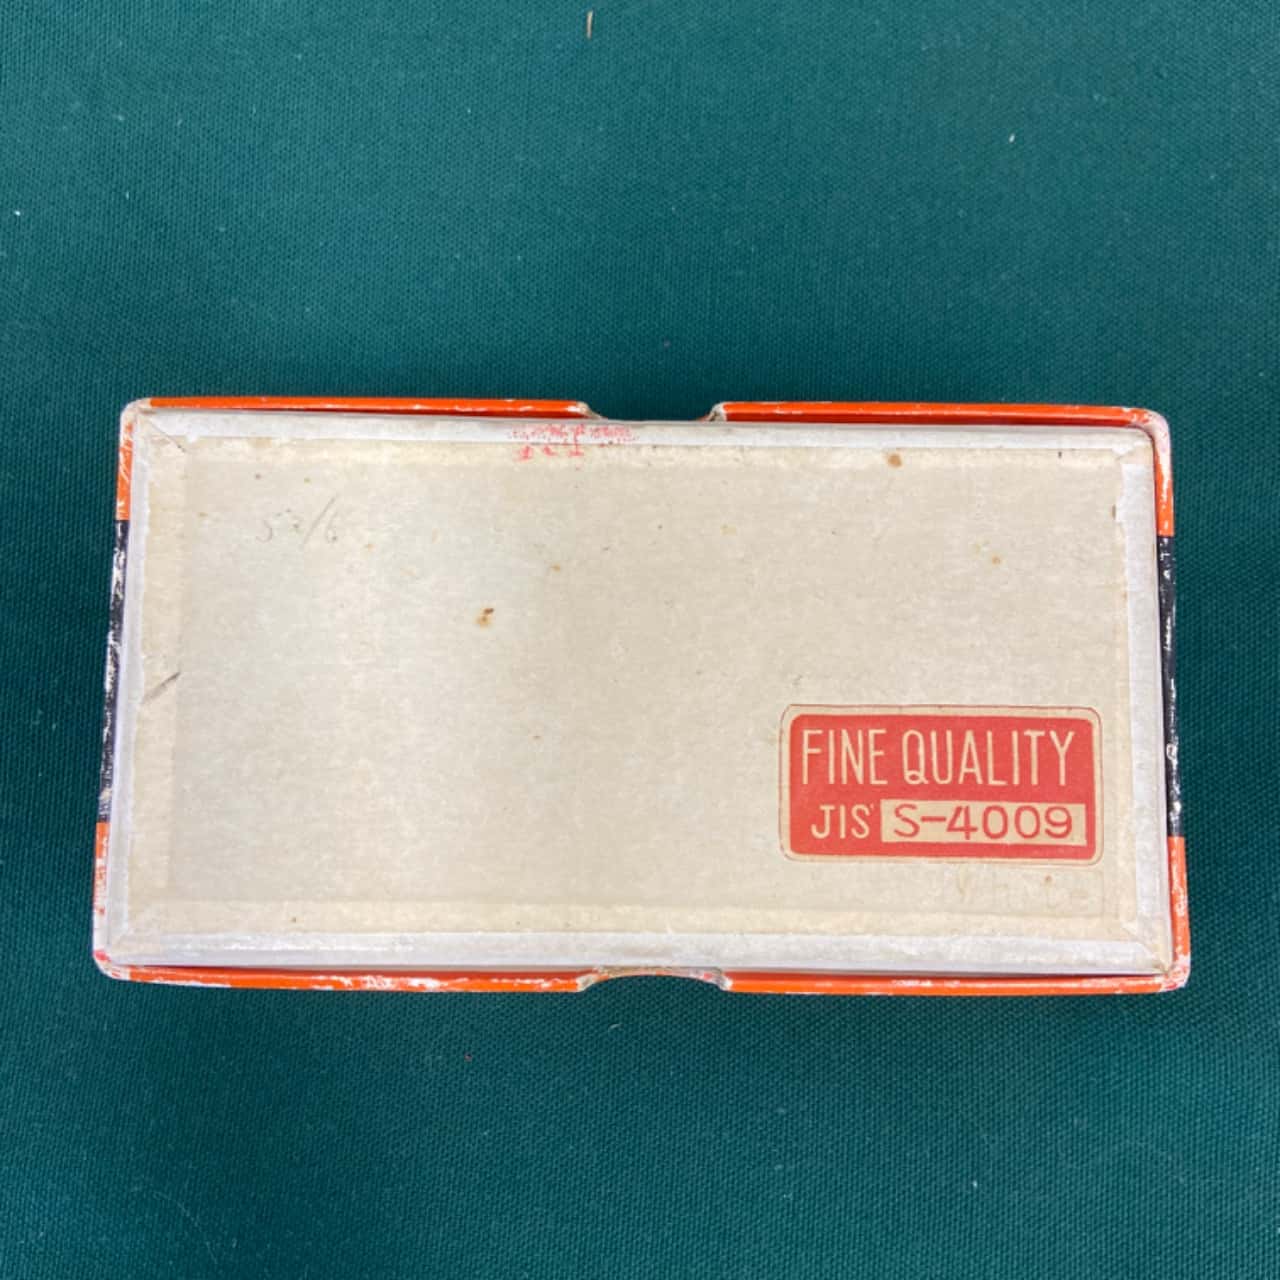 FINE QUALITY
JIS' S-4009